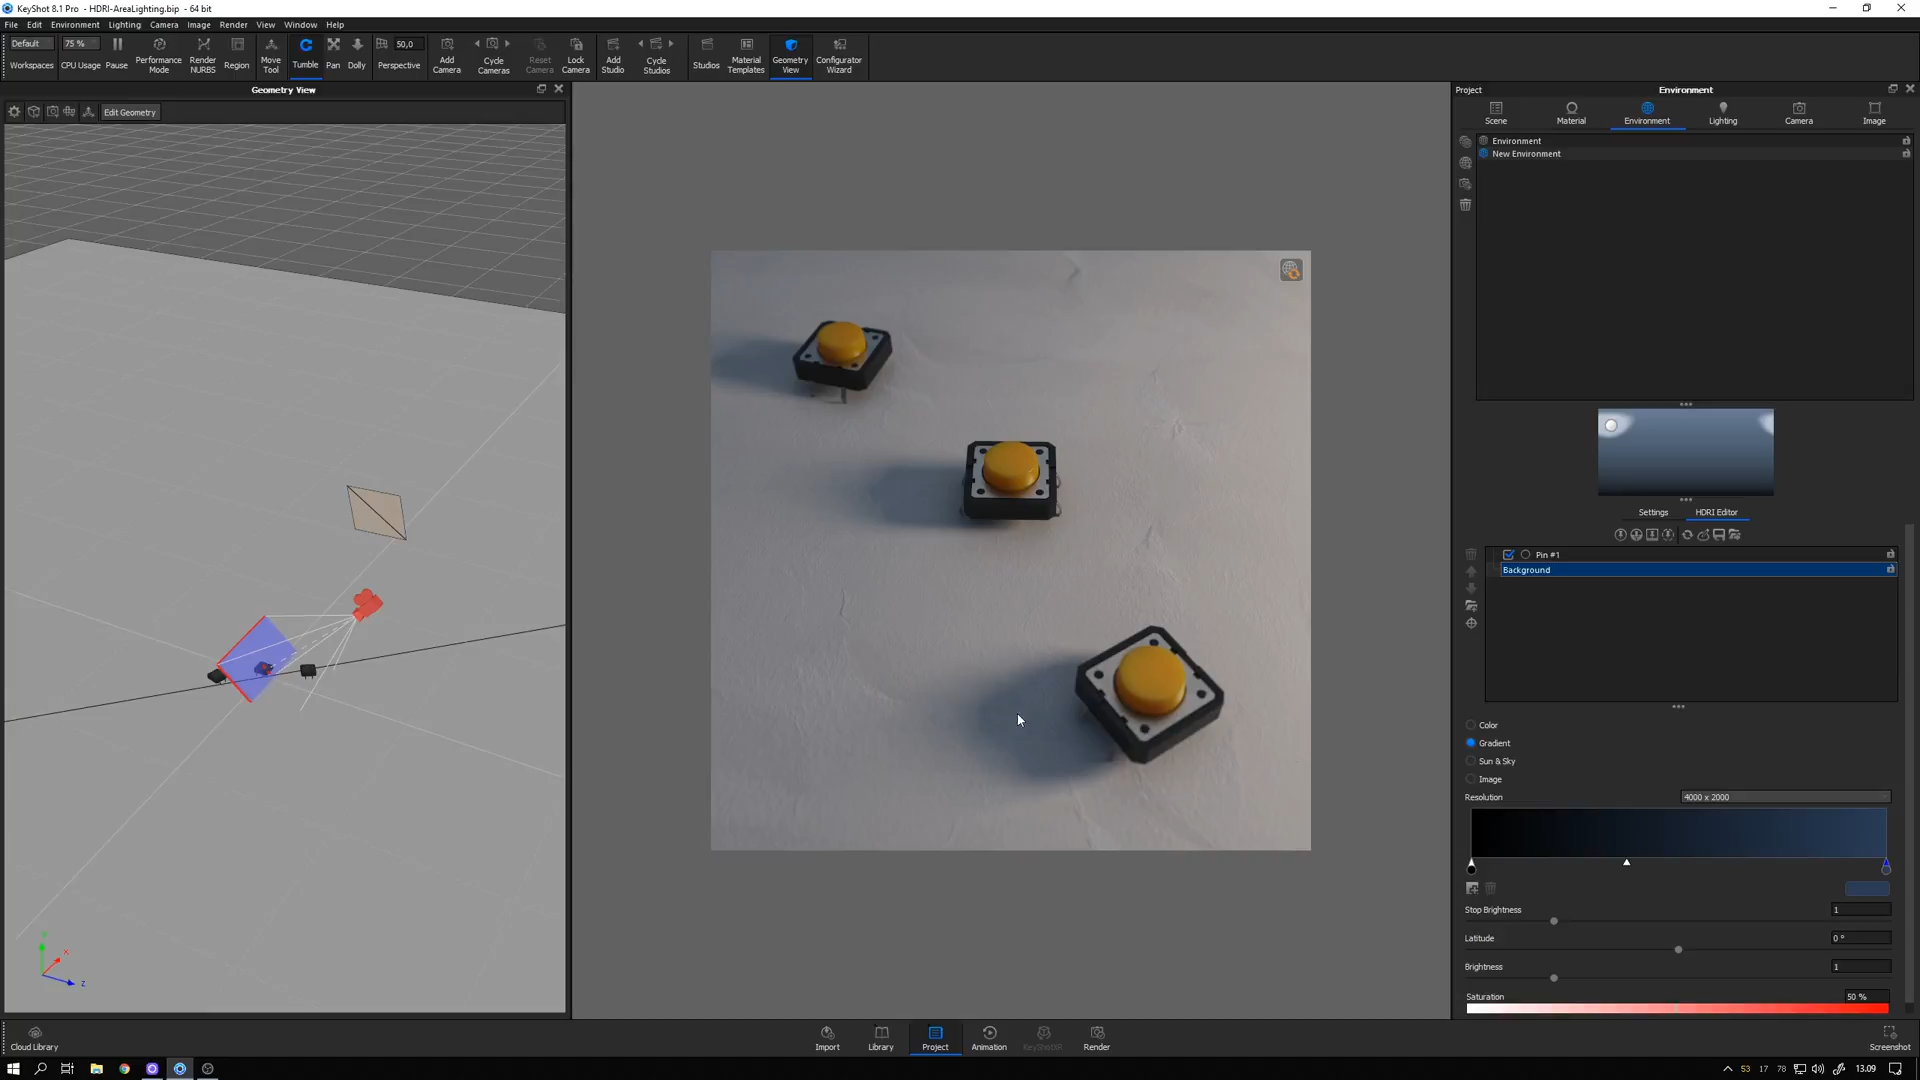 KeyShot 8.1 Pro - HDRI-AreaLighting.bip - 64 bit
File Edit Environment Lighting Camera Image Render View Window Help
Default 75 % 50,0
Workspaces CPU Usage Pause Performance Mode Render NURBS Region Move Tool Tumble Pan Dolly Perspective Add Camera Cycle Cameras Reset Camera Lock Camera Add Studio Cycle Studios Studios Material Templates Geometry View Configurator Wizard
Geometry View
Edit Geometry
Project Environment
Scene Material Environment Lighting Camera Image
Environment
New Environment
Settings HDRI Editor
Pin #1
Background
Color
Gradient
Sun & Sky
Image
Resolution 4000 x 2000
Stop Brightness 1
Latitude 0 °
Brightness 1
Saturation 50 %
Y
x
z
Cloud Library Import Library Project Animation KeyShotXR Render Screenshot
53 17 78 13.09